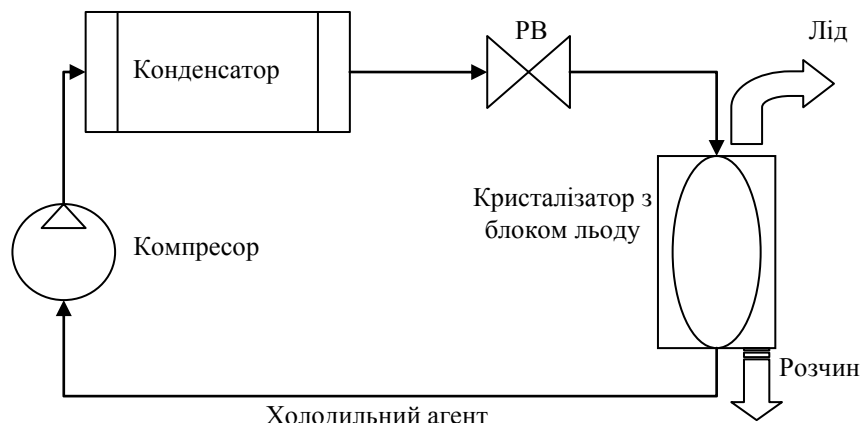 РВ
Лід
Конденсатор
Кристалізатор з
блоком льоду
Компресор
Розчин
Холодильний агент